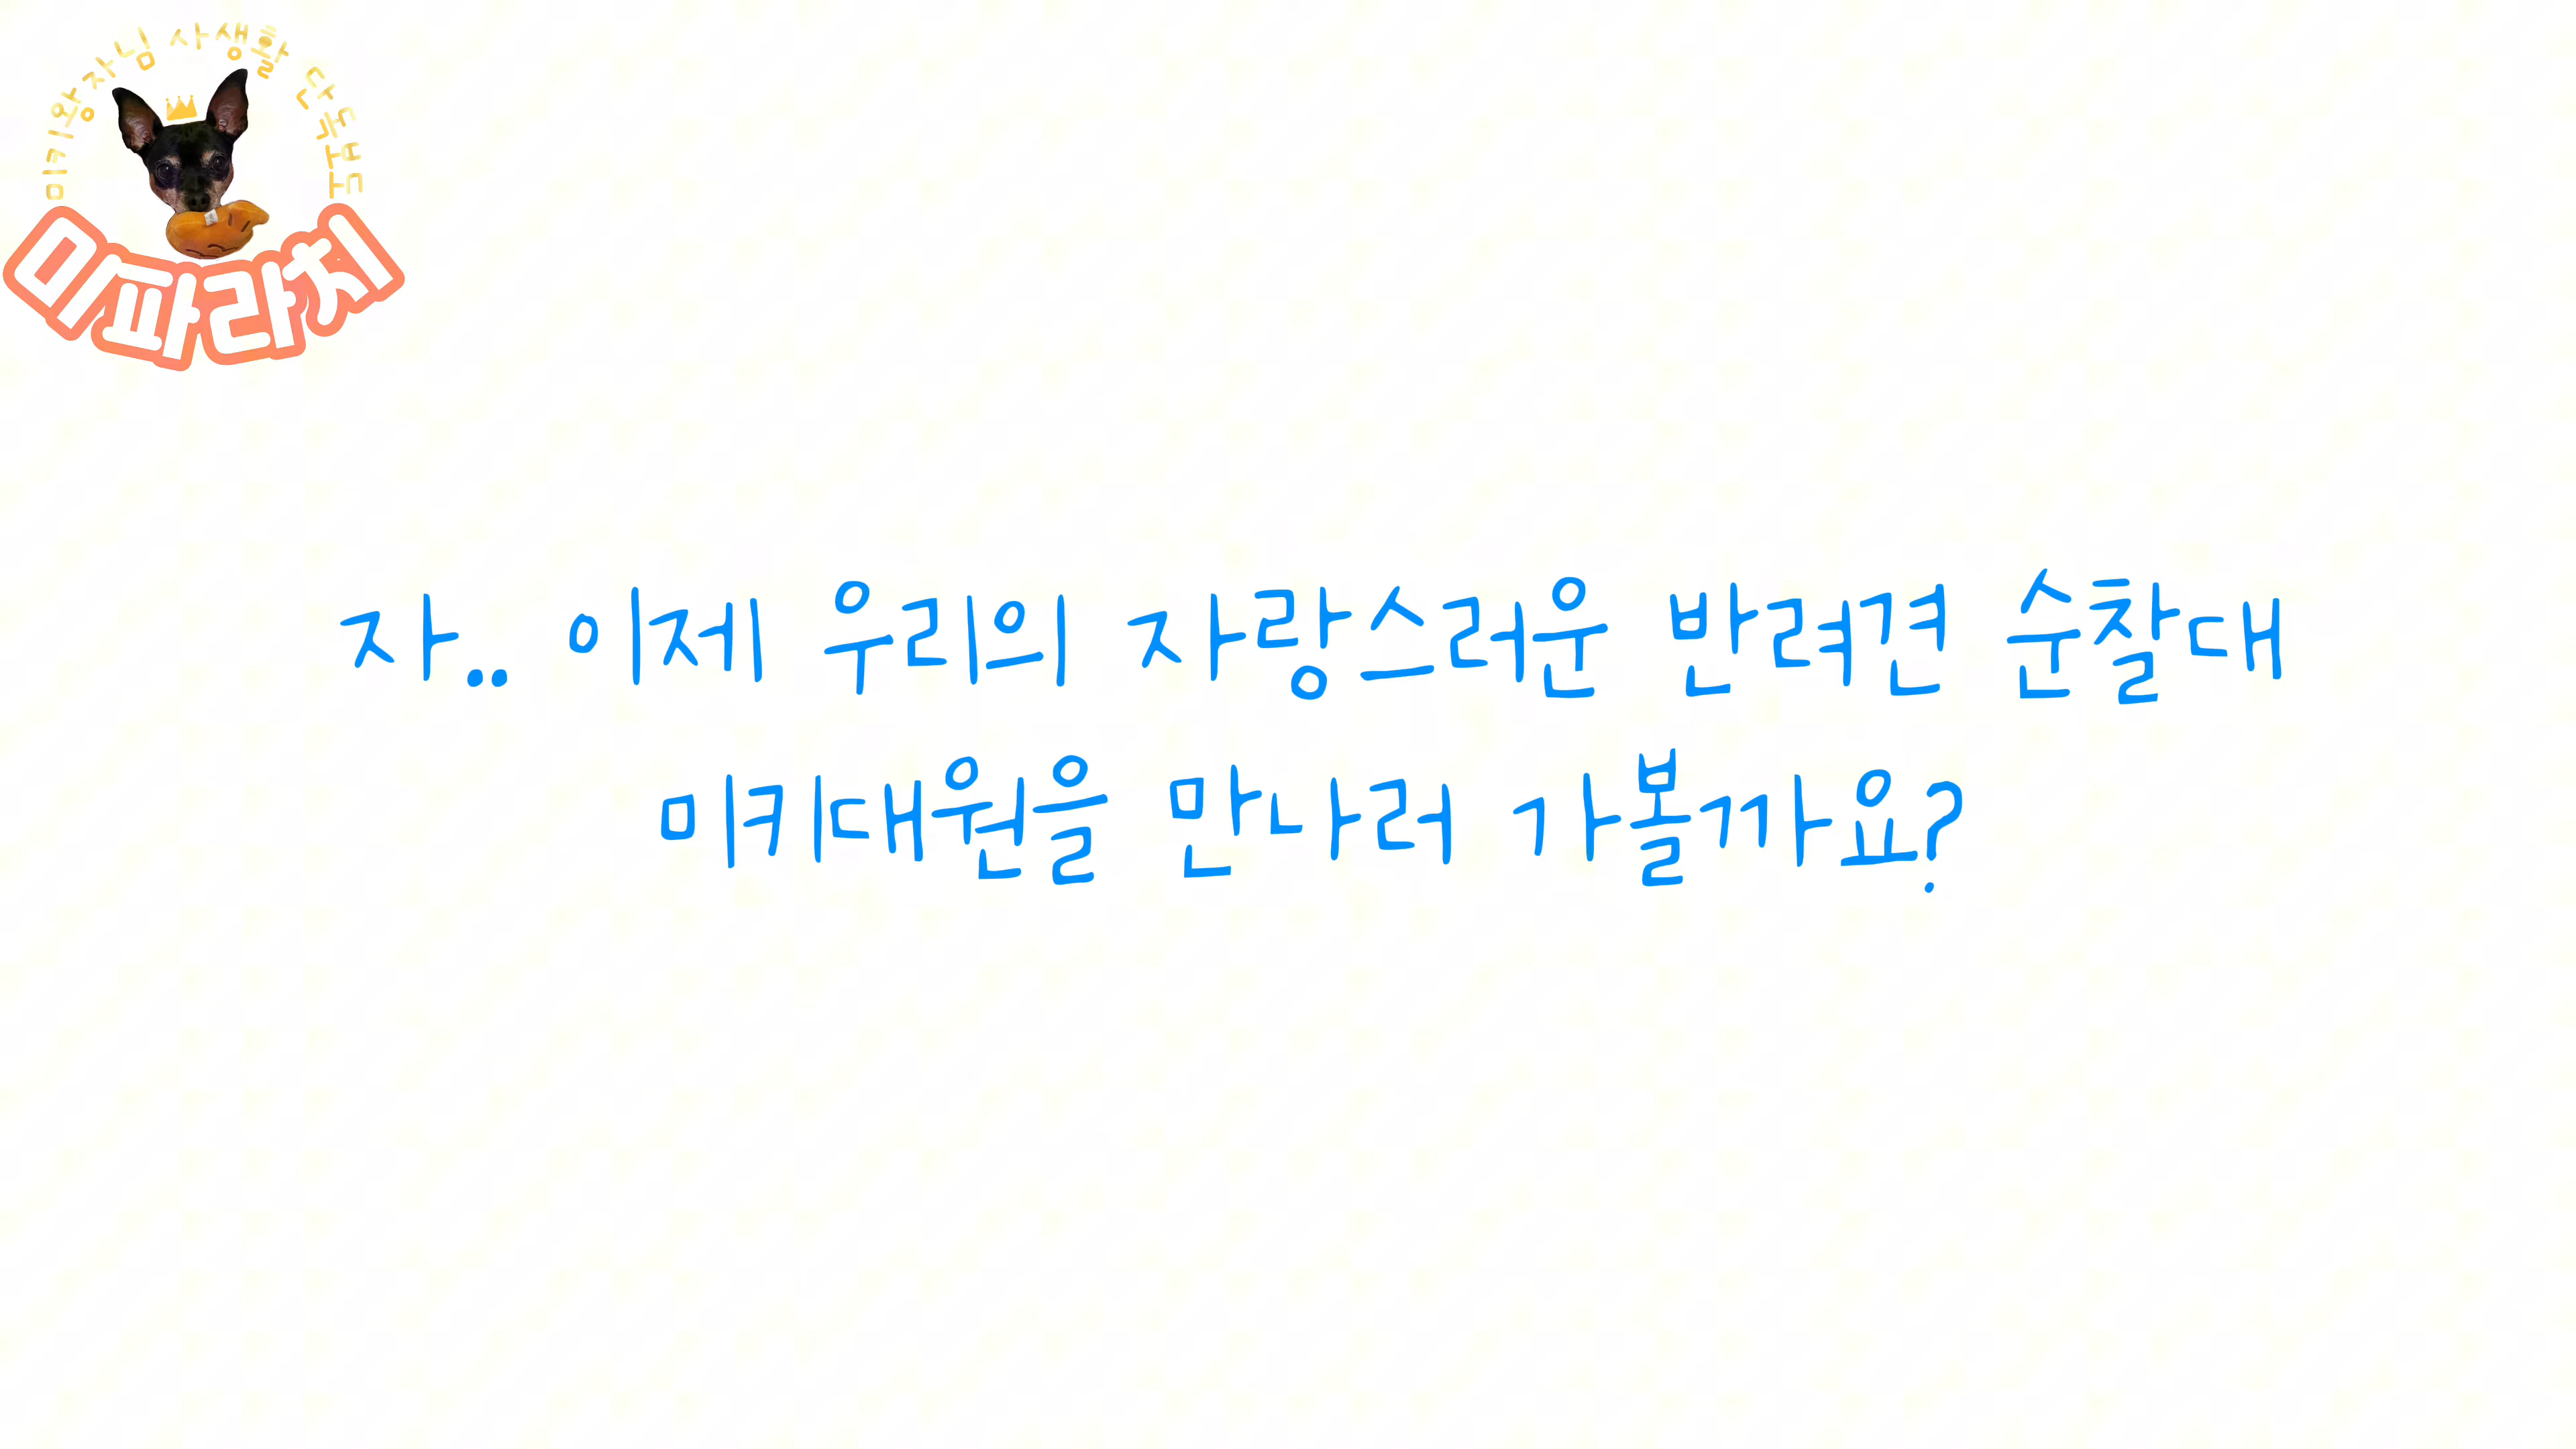 미키왕자님 사생활 단독보도
미파라치
자.. 이제 우리의 자랑스러운 반려견 순찰대
미키대원을 만나러 가볼까요?